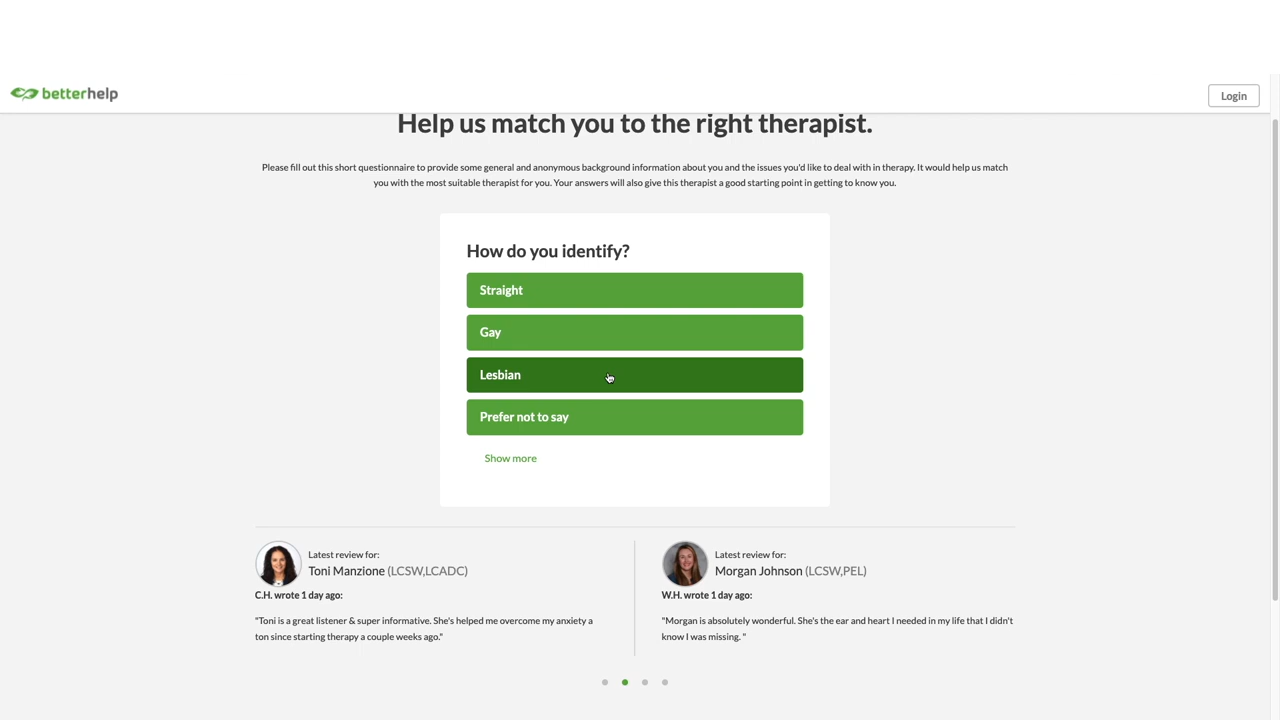 betterhelp
Login
Help us match you to the right therapist.
Please fill out this short questionnaire to provide some general and anonymous background information about you and the issues you'd like to deal with in therapy. It would help us match
you with the most suitable therapist for you. Your answers will also give this therapist a good starting point in getting to know you.
How do you identify?
Straight
Gay
Lesbian
Prefer not to say
Show more
Latest review for:
Toni Manzione (LCSW,LCADC)
C.H. wrote 1 day ago:
"Toni is a great listener & super informative. She's helped me overcome my anxiety a
ton since starting therapy a couple weeks ago."
Latest review for:
Morgan Johnson (LCSW,PEL)
W.H. wrote 1 day ago:
"Morgan is absolutely wonderful. She's the ear and heart I needed in my life that I didn't
know I was missing. "